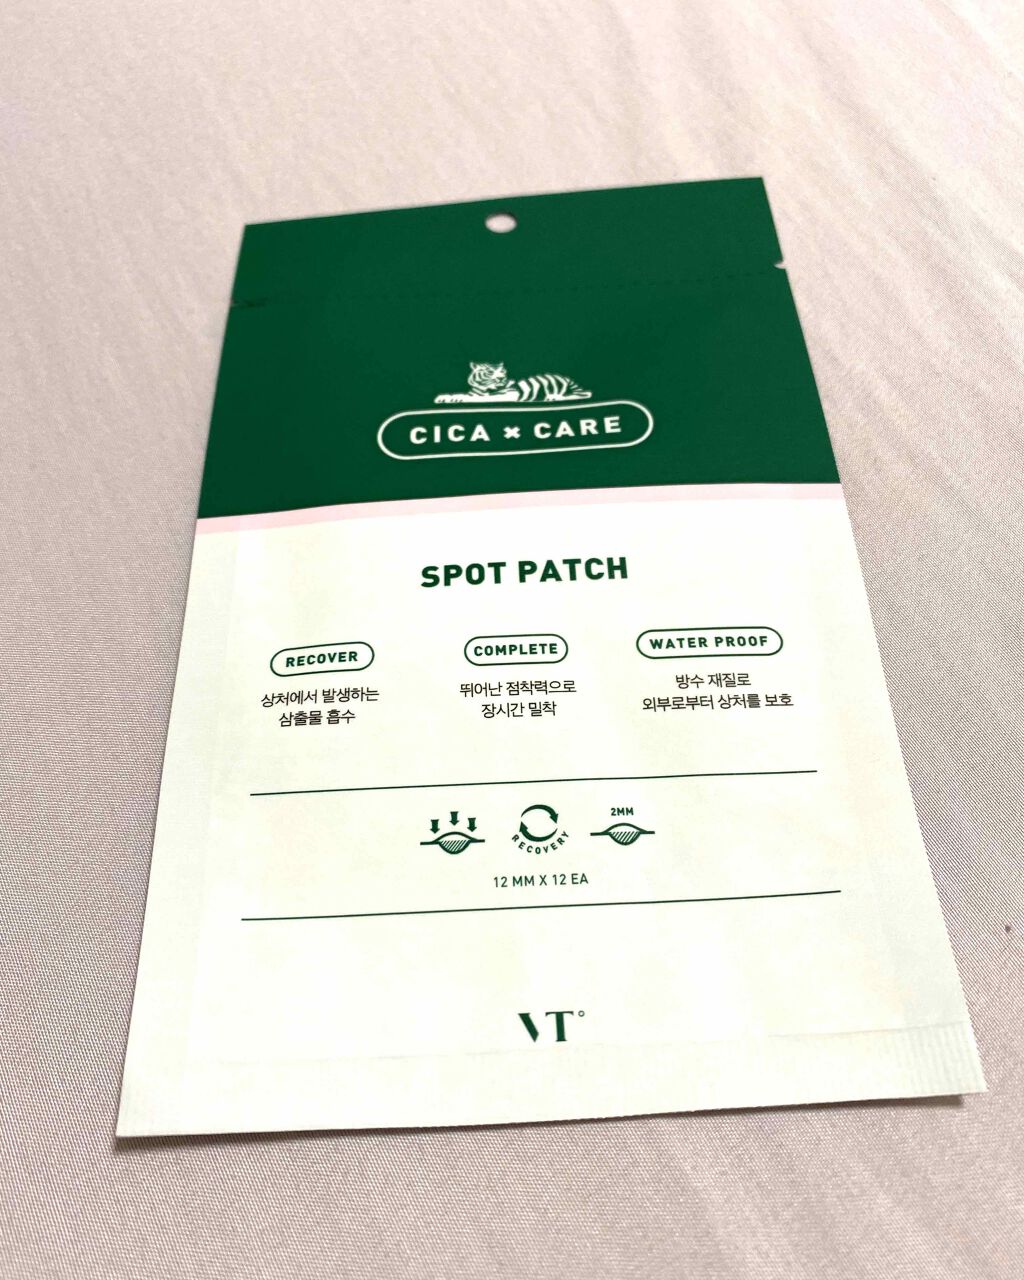 CICA × CARE
SPOT PATCH
RECOVER
상처에서 발생하는
삼출물 흡수
COMPLETE
뛰어난 점착력으로
장시간 밀착
WATER PROOF
방수 재질로
외부로부터 상처를 보호
RECOVERY
2MM
12 MM X 12 EA
VT°